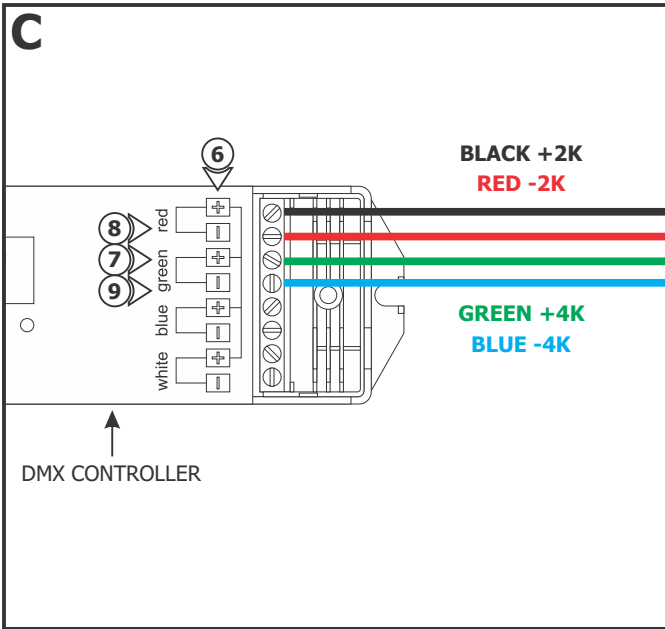 C
6
BLACK +2K
RED -2K
8
red
+
−
7
green
+
−
9
blue
+
−
white
+
−
GREEN +4K
BLUE -4K
DMX CONTROLLER